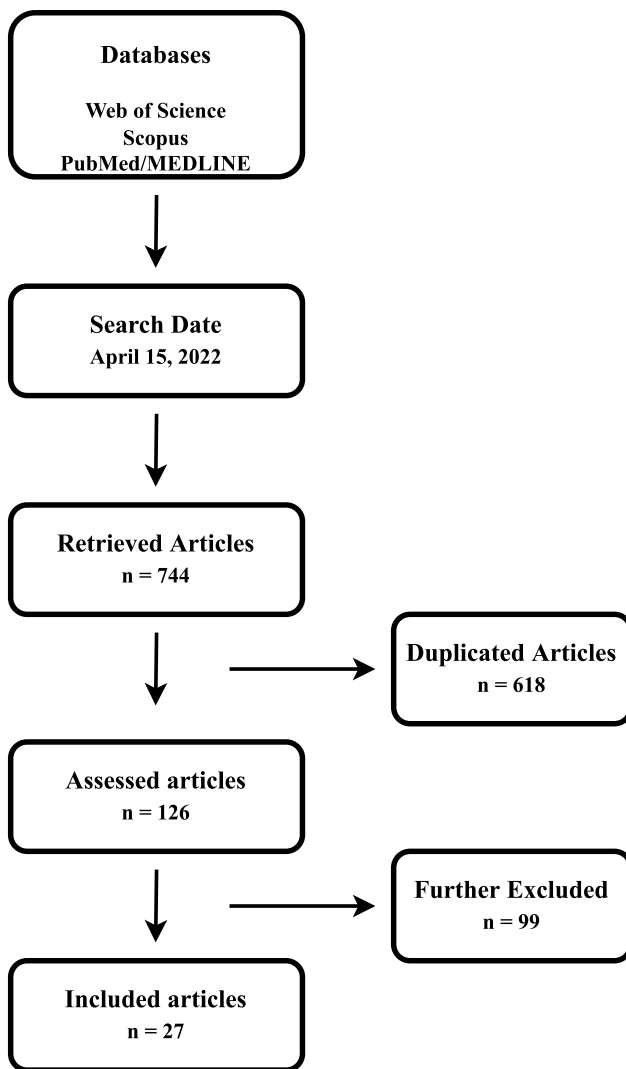 Databases
Web of Science
Scopus
PubMed/MEDLINE
Search Date
April 15, 2022
Retrieved Articles
n = 744
Duplicated Articles
n = 618
Assessed articles
n = 126
Further Excluded
n = 99
Included articles
n = 27